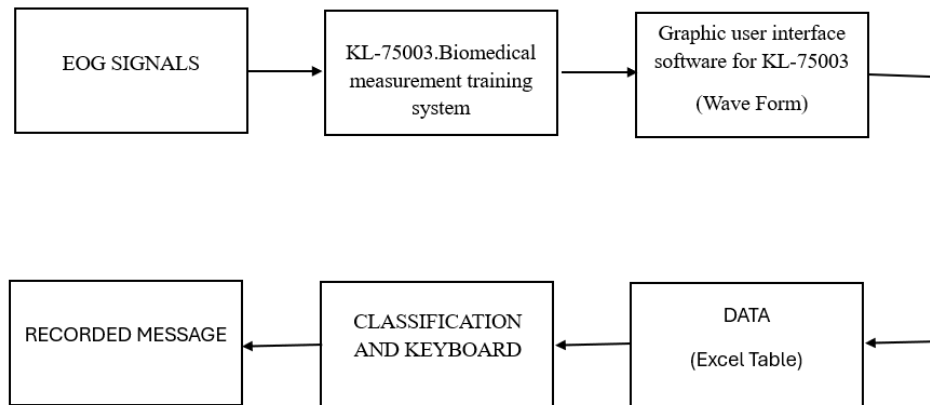 EOG SIGNALS
KL-75003.Biomedical
measurement training
system
Graphic user interface
software for KL-75003
(Wave Form)
RECORDED MESSAGE
CLASSIFICATION
AND KEYBOARD
DATA
(Excel Table)